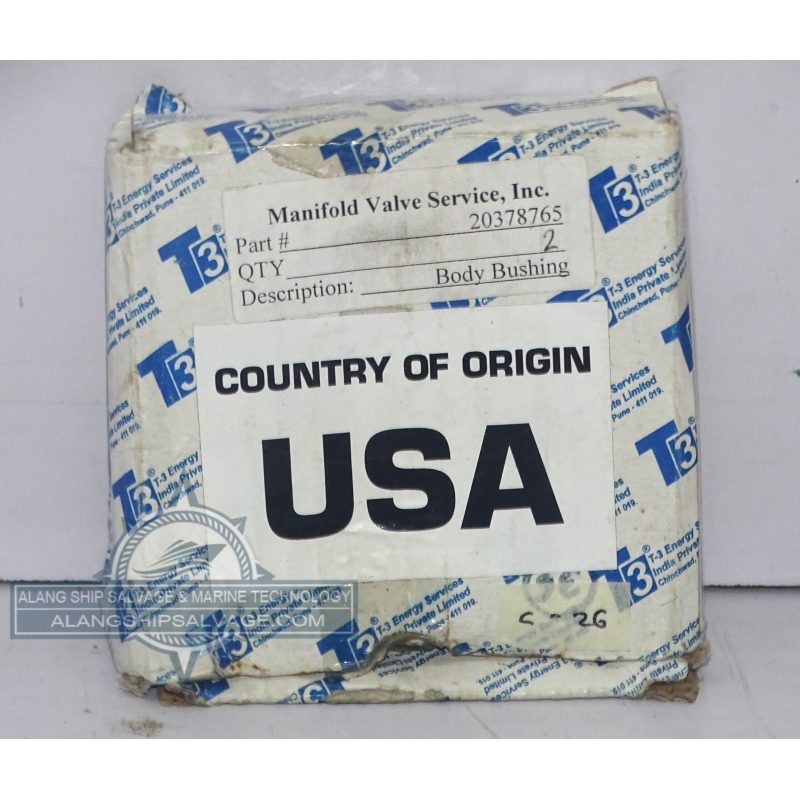 Manifold Valve Service, Inc.
Part # 20378765
QTY 2
Description: Body Bushing
COUNTRY OF ORIGIN
USA
S - 26
T3®
T-3 Energy Services
India Private Limited
Chinchwad, Pune - 411 019.
ALANG SHIP SALVAGE & MARINE TECHNOLOGY
ALANGSHIPSALVAGE.COM